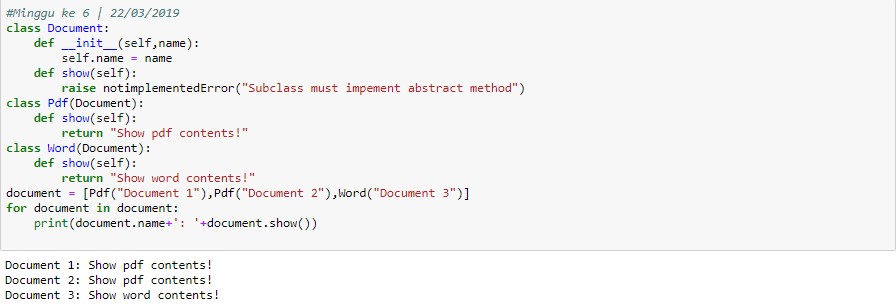 #Minggu ke 6 | 22/03/2019
class Document:
    def __init__(self,name):
        self.name = name
    def show(self):
        raise notimplementedError("Subclass must impement abstract method")
class Pdf(Document):
    def show(self):
        return "Show pdf contents!"
class Word(Document):
    def show(self):
        return "Show word contents!"
document = [Pdf("Document 1"),Pdf("Document 2"),Word("Document 3")]
for document in document:
    print(document.name+': '+document.show())
Document 1: Show pdf contents!
Document 2: Show pdf contents!
Document 3: Show word contents!